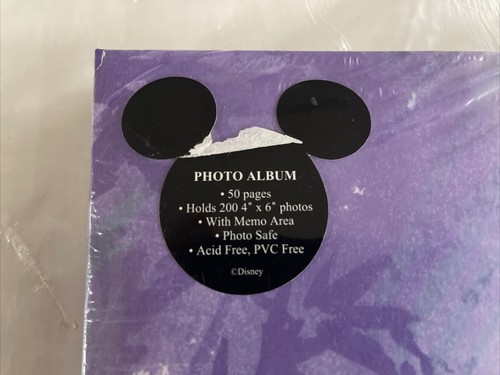 PHOTO ALBUM
• 50 pages
• Holds 200 4" x 6" photos
• With Memo Area
• Photo Safe
• Acid Free, PVC Free
©Disney